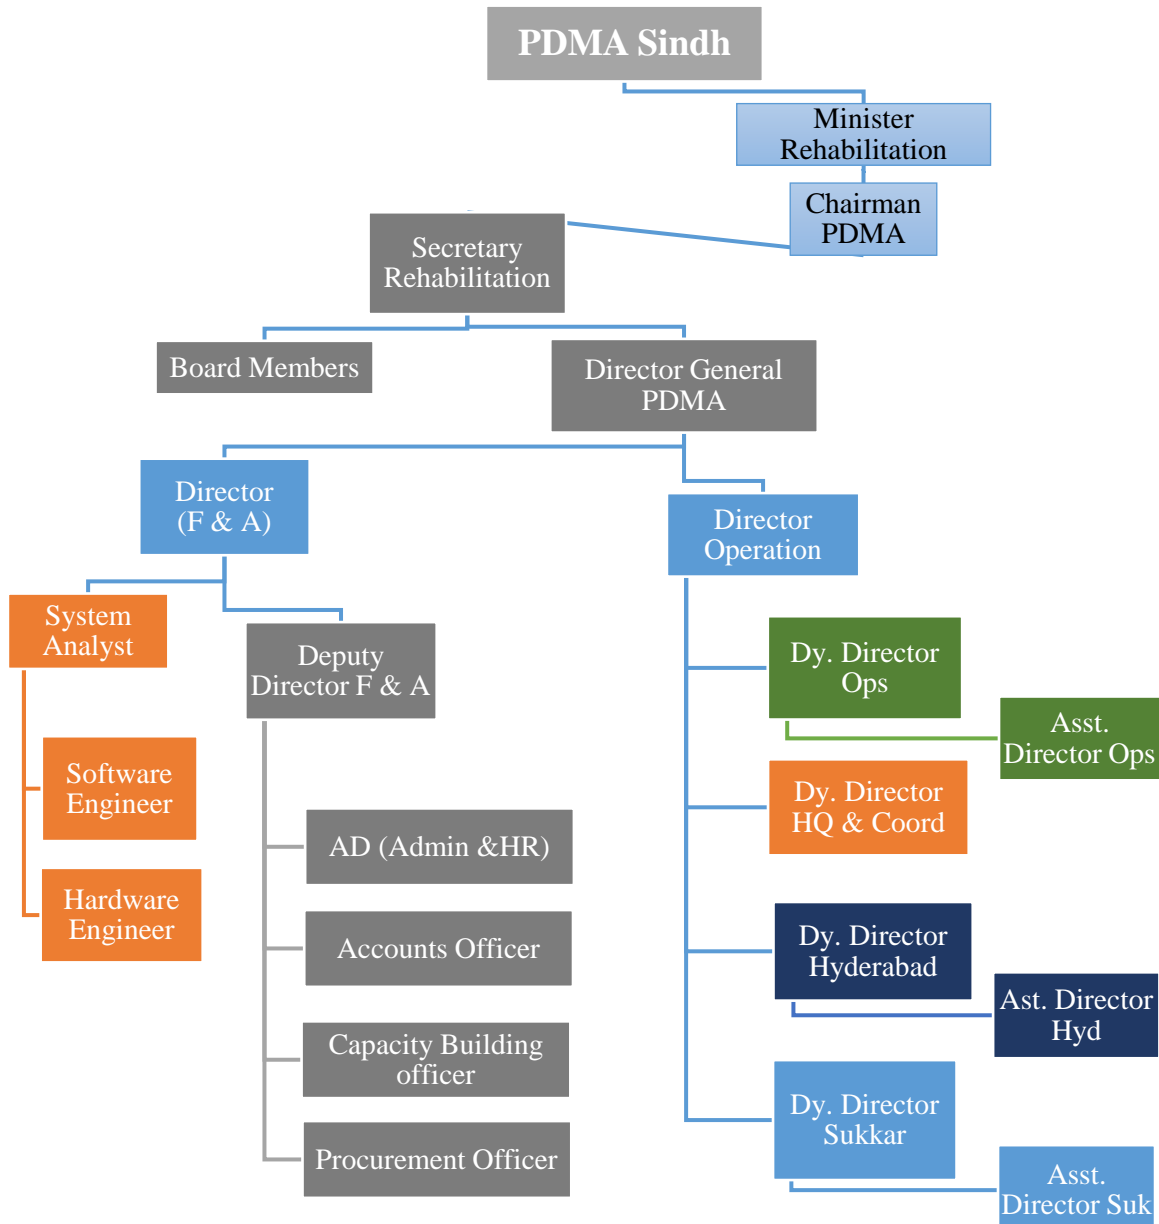 PDMA Sindh
Minister
Rehabilitation
Chairman
PDMA
Secretary
Rehabilitation
Board Members
Director General
PDMA
Director
(F & A)
Director
Operation
System
Analyst
Deputy
Director F & A
Software
Engineer
Hardware
Engineer
AD (Admin &HR)
Accounts Officer
Capacity Building
officer
Procurement Officer
Dy. Director
Ops
Asst.
Director Ops
Dy. Director
HQ & Coord
Dy. Director
Hyderabad
Ast. Director
Hyd
Dy. Director
Sukkar
Asst.
Director Suk